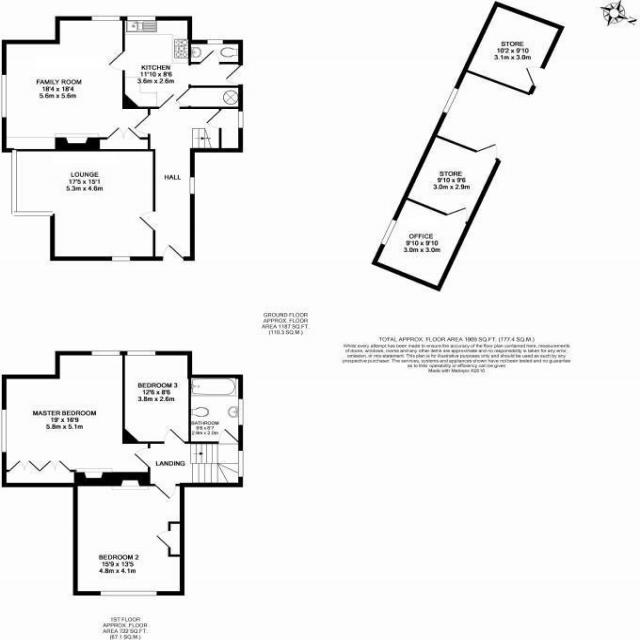 STORE
10'2 x 9'10
3.1m x 3.0m
KITCHEN
11'10 x 8'6
3.6m x 2.6m
FAMILY ROOM
18'4 x 18'4
5.6m x 5.6m
STORE
9'10 x 9'6
3.0m x 2.9m
LOUNGE
17'5 x 15'1
5.3m x 4.6m
HALL
OFFICE
9'10 x 9'10
3.0m x 3.0m
GROUND FLOOR
APPROX. FLOOR
AREA 1187 SQ.FT.
(110.3 SQ.M.)
TOTAL APPROX. FLOOR AREA 1909 SQ.FT. (177.4 SQ.M.)
Whilst every attempt has been made to ensure the accuracy of the floor plan contained here, measurements
of doors, windows, rooms and any other items are approximate and no responsibility is taken for any error,
omission, or mis-statement. This plan is for illustrative purposes only and should be used as such by any
prospective purchaser. The services, systems and appliances shown have not been tested and no guarantee
as to their operability or efficiency can be given
Made with Metropix ©2010
BEDROOM 3
12'6 x 8'6
3.8m x 2.6m
MASTER BEDROOM
19' x 16'9
5.8m x 5.1m
BATHROOM
LANDING
BEDROOM 2
15'9 x 13'5
4.8m x 4.1m
1ST FLOOR
APPROX. FLOOR
AREA 722 SQ.FT.
(67.1 SQ.M.)